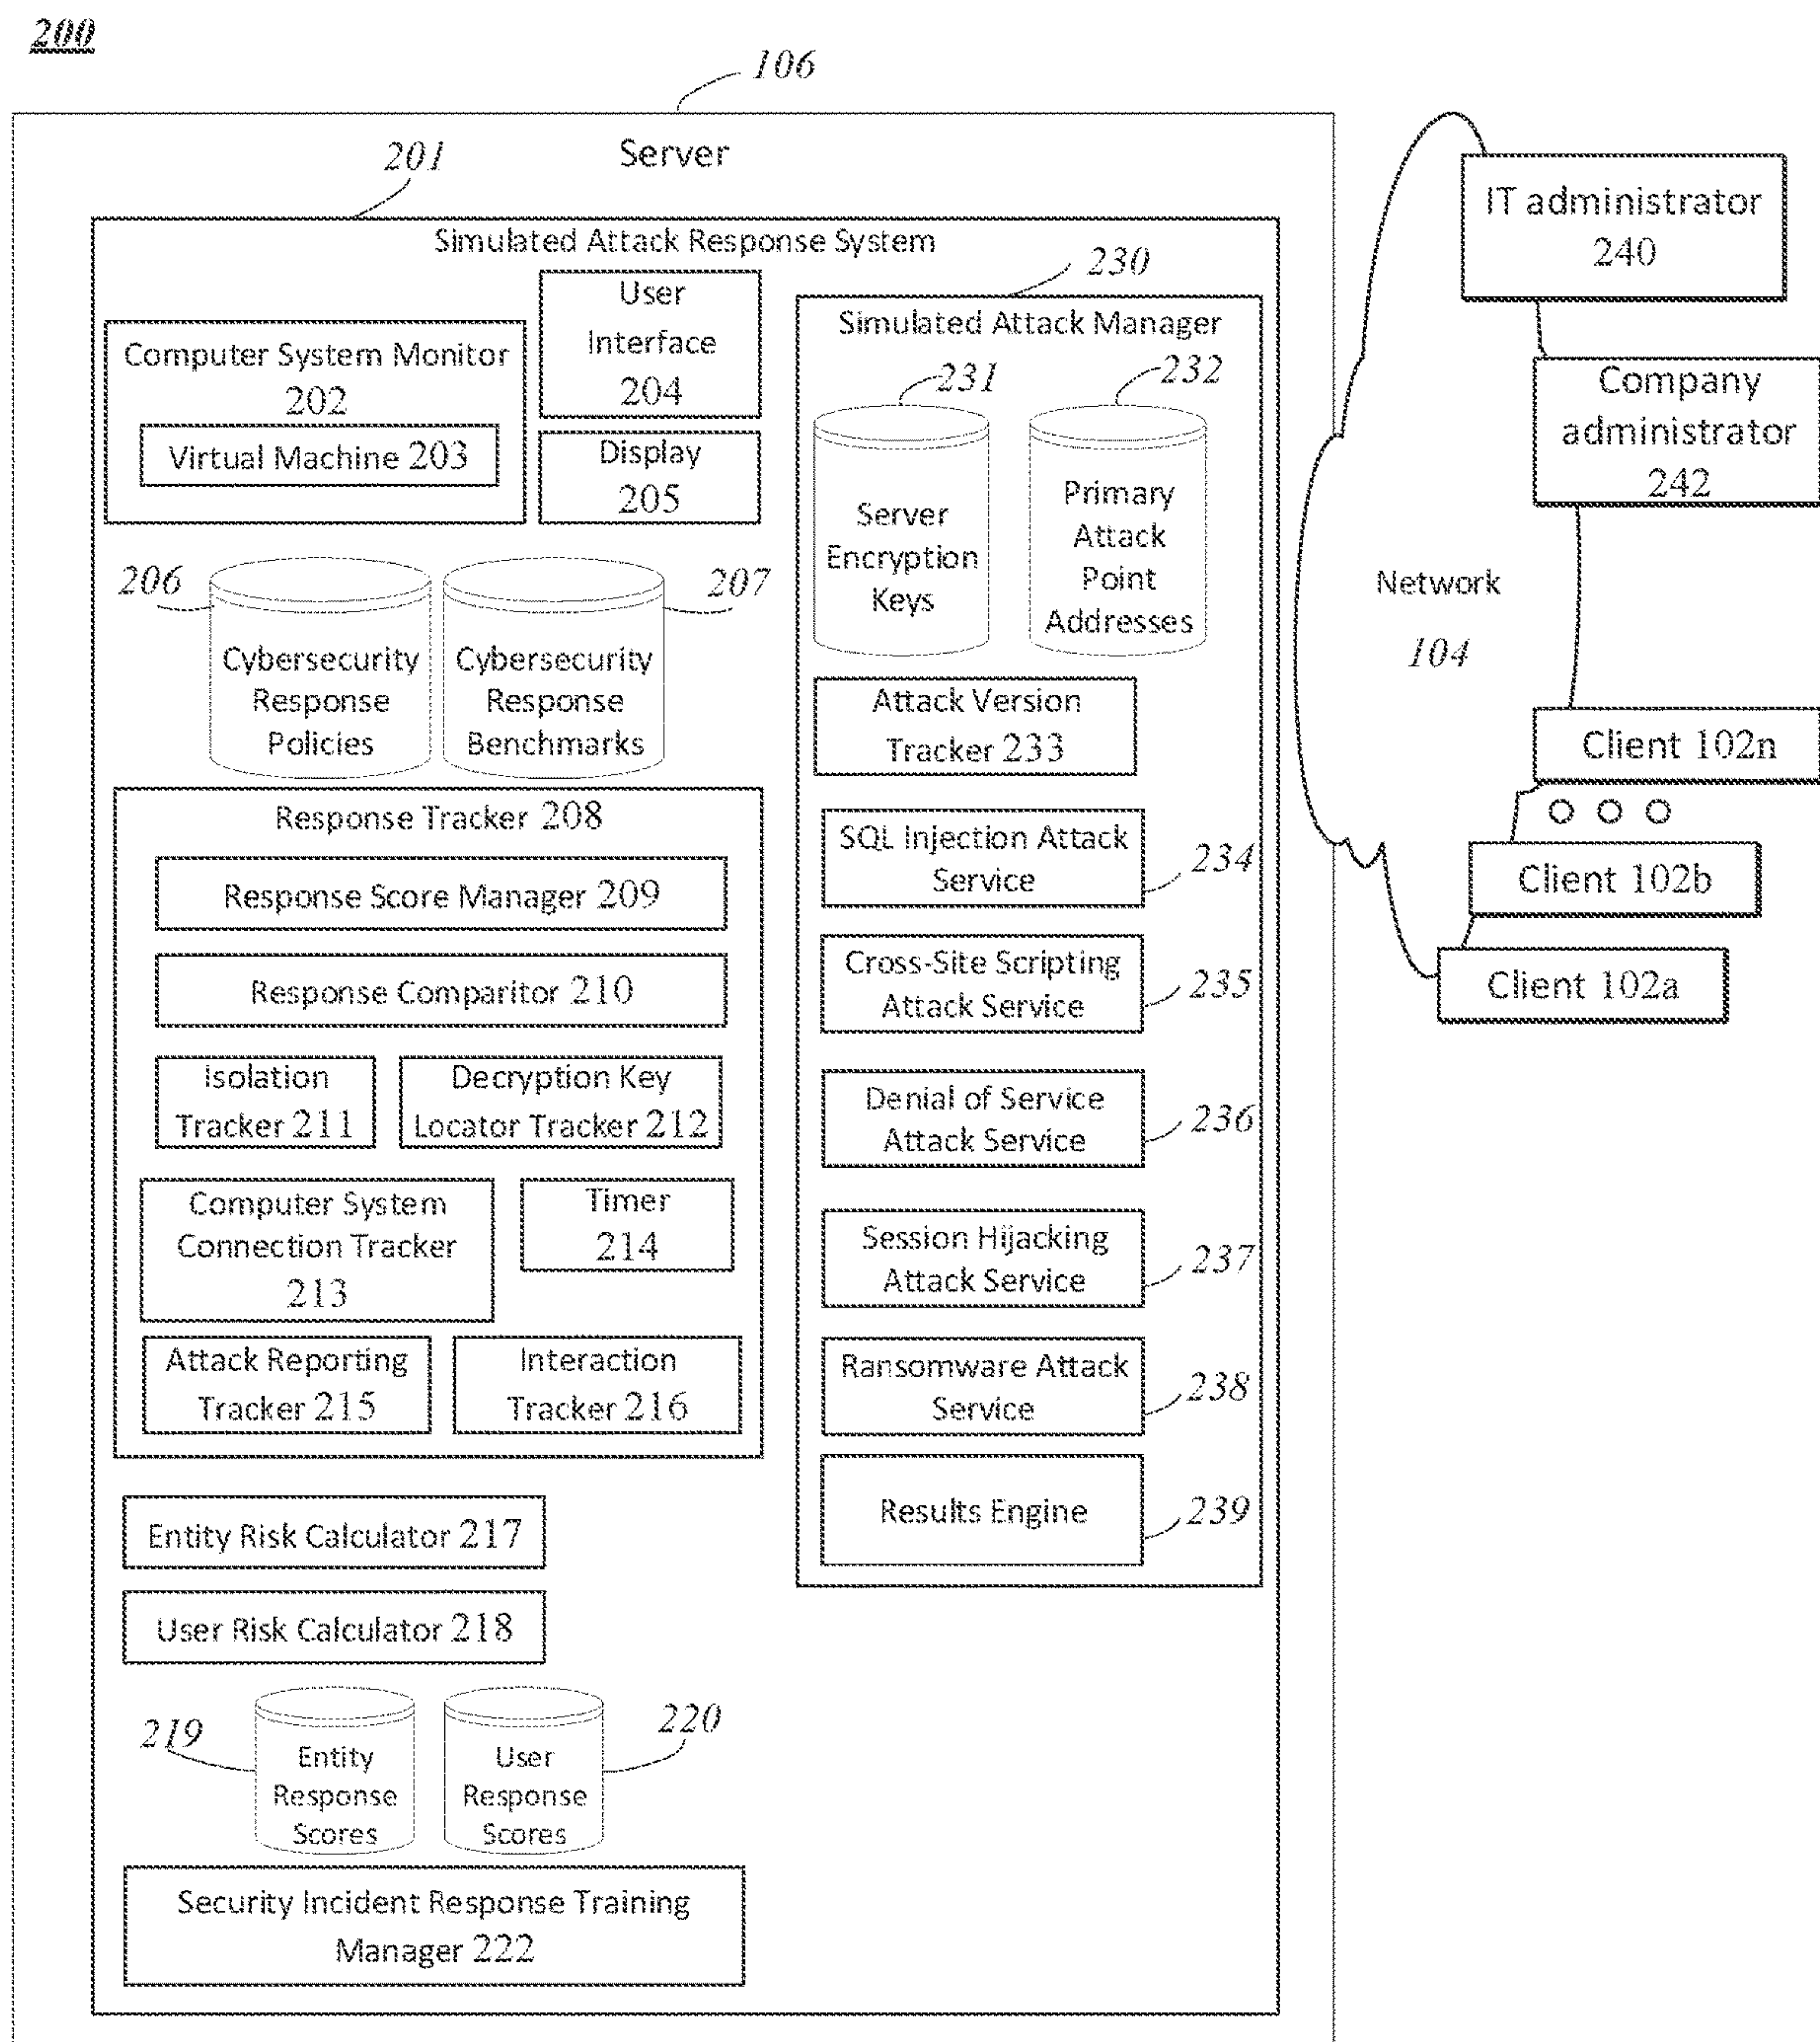 200
106
Server
201
Simulated Attack Response System
Computer System Monitor
202
Virtual Machine 203
User
Interface
204
Display
205
206
207
Cybersecurity
Response
Policies
Cybersecurity
Response
Benchmarks
Response Tracker 208
Response Score Manager 209
Response Comparitor 210
Isolation
Tracker 211
Decryption Key
Locator Tracker 212
Computer System
Connection Tracker
213
Timer
214
Attack Reporting
Tracker 215
Interaction
Tracker 216
Entity Risk Calculator 217
User Risk Calculator 218
219
220
Entity
Response
Scores
User
Response
Scores
Security Incident Response Training
Manager 222
230
Simulated Attack Manager
231
232
Server
Encryption
Keys
Primary
Attack
Point
Addresses
Attack Version
Tracker 233
SQL Injection Attack
Service
234
Cross-Site Scripting
Attack Service
235
Denial of Service
Attack Service
236
Session Hijacking
Attack Service
237
Ransomware Attack
Service
238
Results Engine
239
IT administrator
240
Company
administrator
242
Network
104
Client 102n
Client 102b
Client 102a